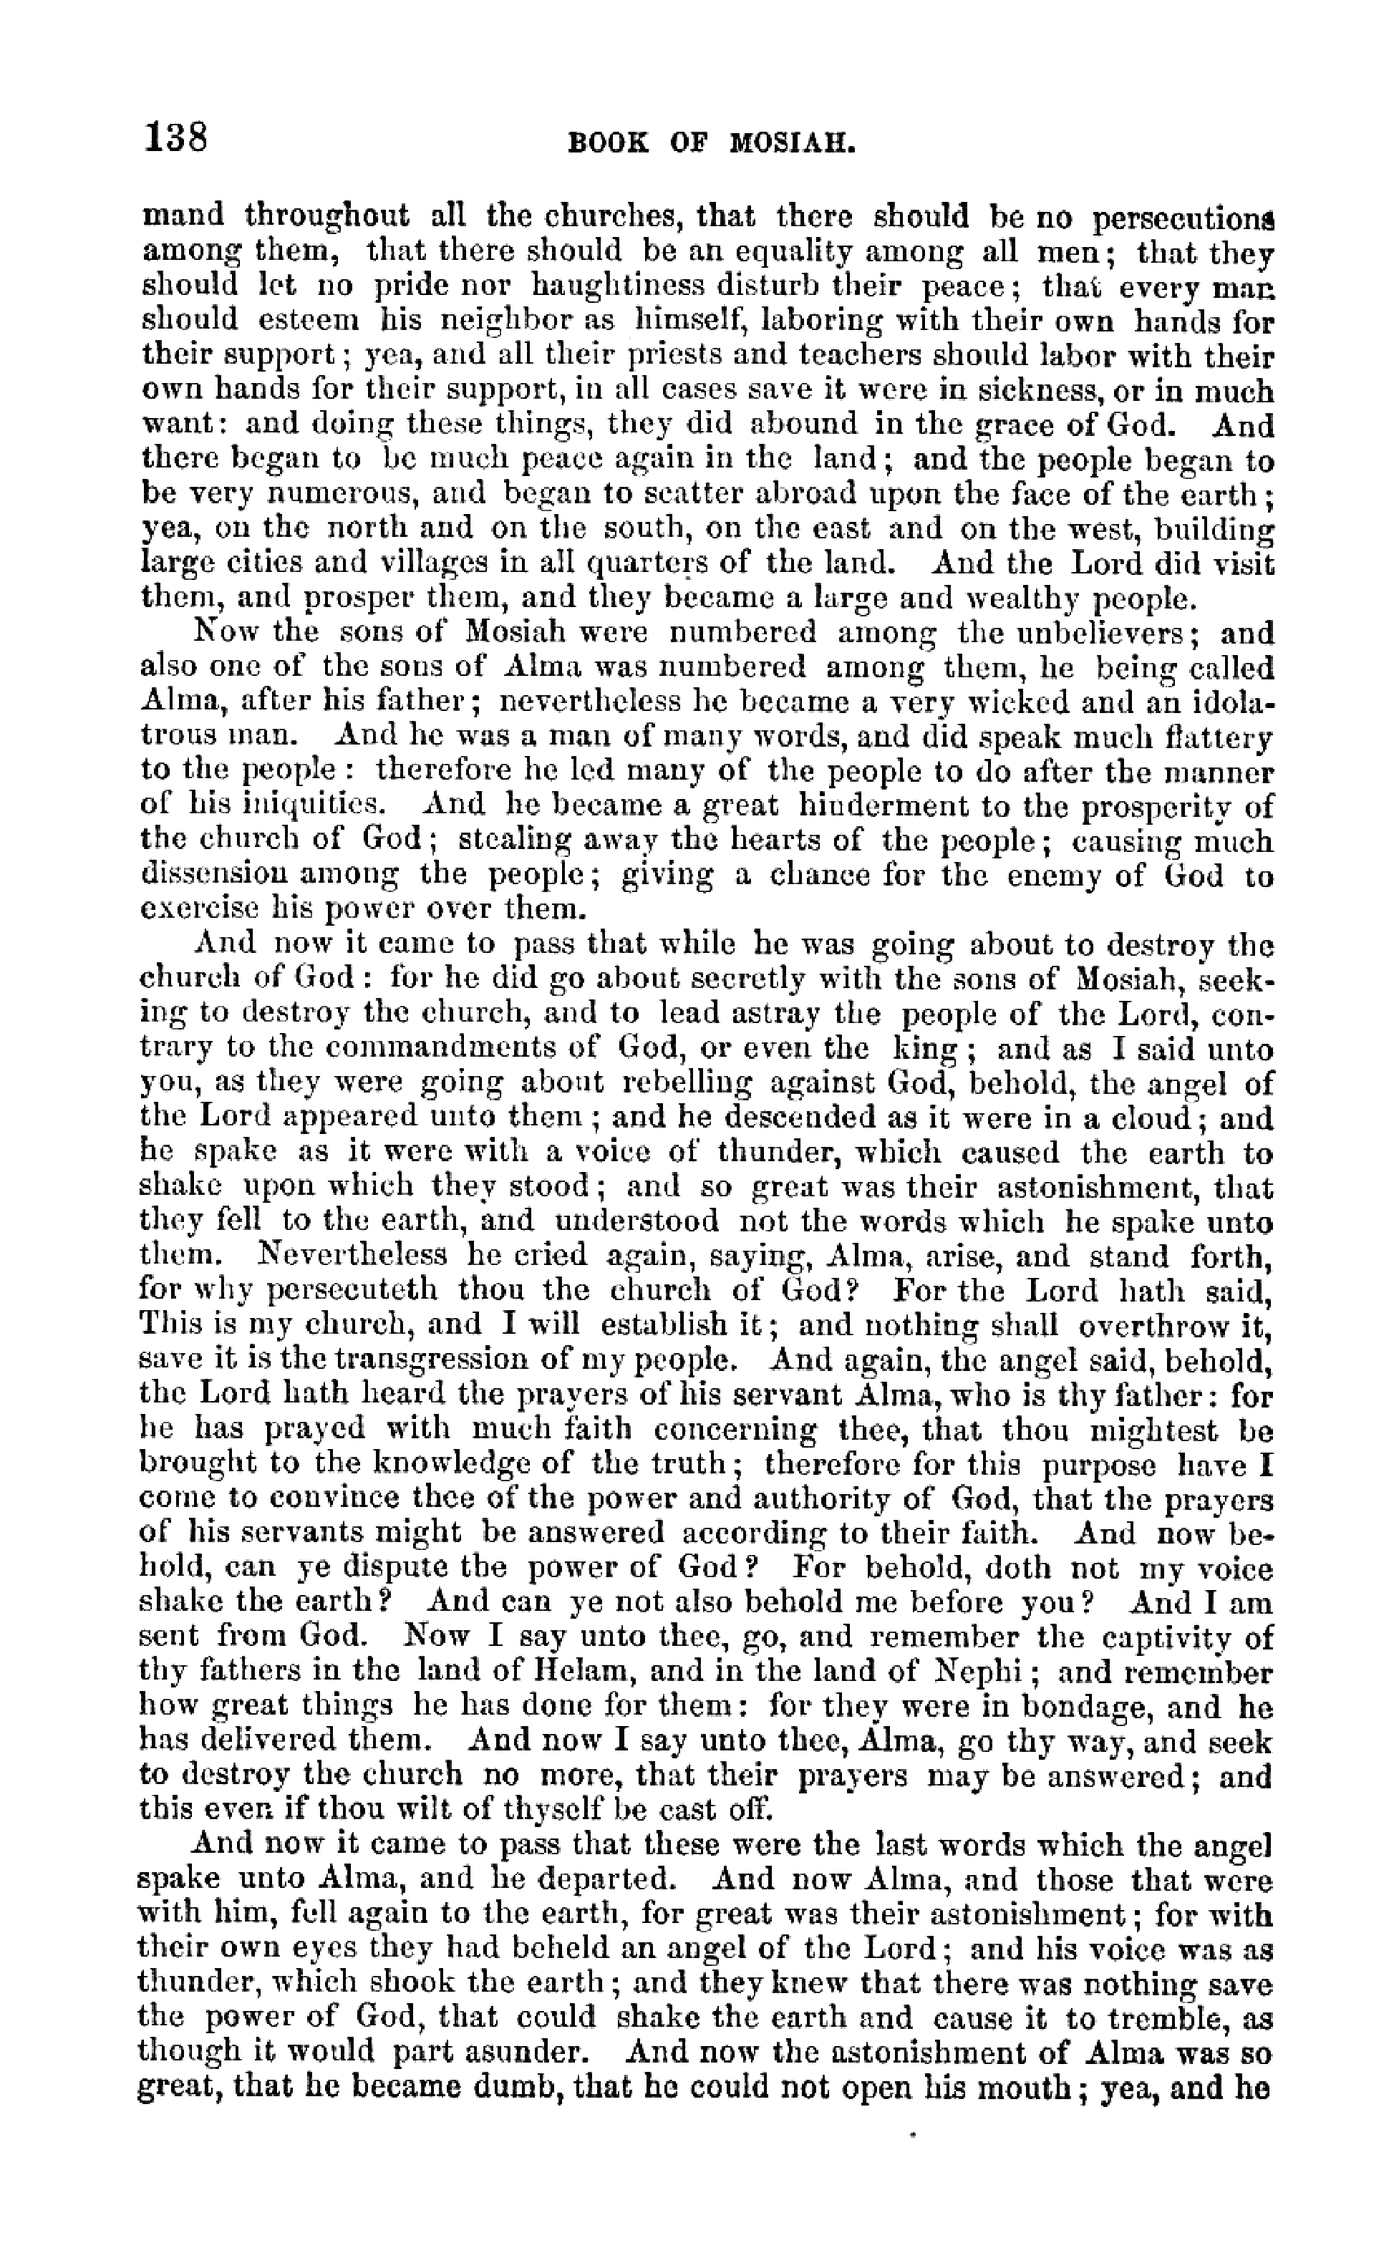 138 BOOK OF MOSIAH.
mand throughout all the churches, that there should be no persecutions
among them, that there should be an equality among all men; that they
should let no pride nor haughtiness disturb their peace; that every man
should esteem his neighbor as himself, laboring with their own hands for
their support; yea, and all their priests and teachers should labor with their
own hands for their support, in all cases save it were in sickness, or in much
want: and doing these things, they did abound in the grace of God. And
there began to be much peace again in the land; and the people began to
be very numerous, and began to scatter abroad upon the face of the earth;
yea, on the north and on the south, on the east and on the west, building
large cities and villages in all quarters of the land. And the Lord did visit
them, and prosper them, and they became a large and wealthy people.
Now the sons of Mosiah were numbered among the unbelievers; and
also one of the sons of Alma was numbered among them, he being called
Alma, after his father; nevertheless he became a very wicked and an idola-
trous man. And he was a man of many words, and did speak much flattery
to the people: therefore he led many of the people to do after the manner
of his iniquities. And he became a great hinderment to the prosperity of
the church of God; stealing away the hearts of the people; causing much
dissension among the people; giving a chance for the enemy of God to
exercise his power over them.
And now it came to pass that while he was going about to destroy the
church of God: for he did go about secretly with the sons of Mosiah, seek-
ing to destroy the church, and to lead astray the people of the Lord, con-
trary to the commandments of God, or even the king; and as I said unto
you, as they were going about rebelling against God, behold, the angel of
the Lord appeared unto them; and he descended as it were in a cloud; and
he spake as it were with a voice of thunder, which caused the earth to
shake upon which they stood; and so great was their astonishment, that
they fell to the earth, and understood not the words which he spake unto
them. Nevertheless he cried again, saying, Alma, arise, and stand forth,
for why persecuteth thou the church of God? For the Lord hath said,
This is my church, and I will establish it; and nothing shall overthrow it,
save it is the transgression of my people. And again, the angel said, behold,
the Lord hath heard the prayers of his servant Alma, who is thy father: for
he has prayed with much faith concerning thee, that thou mightest be
brought to the knowledge of the truth; therefore for this purpose have I
come to convince thee of the power and authority of God, that the prayers
of his servants might be answered according to their faith. And now be-
hold, can ye dispute the power of God? For behold, doth not my voice
shake the earth? And can ye not also behold me before you? And I am
sent from God. Now I say unto thee, go, and remember the captivity of
thy fathers in the land of Helam, and in the land of Nephi; and remember
how great things he has done for them: for they were in bondage, and he
has delivered them. And now I say unto thee, Alma, go thy way, and seek
to destroy the church no more, that their prayers may be answered; and
this even if thou wilt of thyself be cast off.
And now it came to pass that these were the last words which the angel
spake unto Alma, and he departed. And now Alma, and those that were
with him, fell again to the earth, for great was their astonishment; for with
their own eyes they had beheld an angel of the Lord; and his voice was as
thunder, which shook the earth; and they knew that there was nothing save
the power of God, that could shake the earth and cause it to tremble, as
though it would part asunder. And now the astonishment of Alma was so
great, that he became dumb, that he could not open his mouth; yea, and he